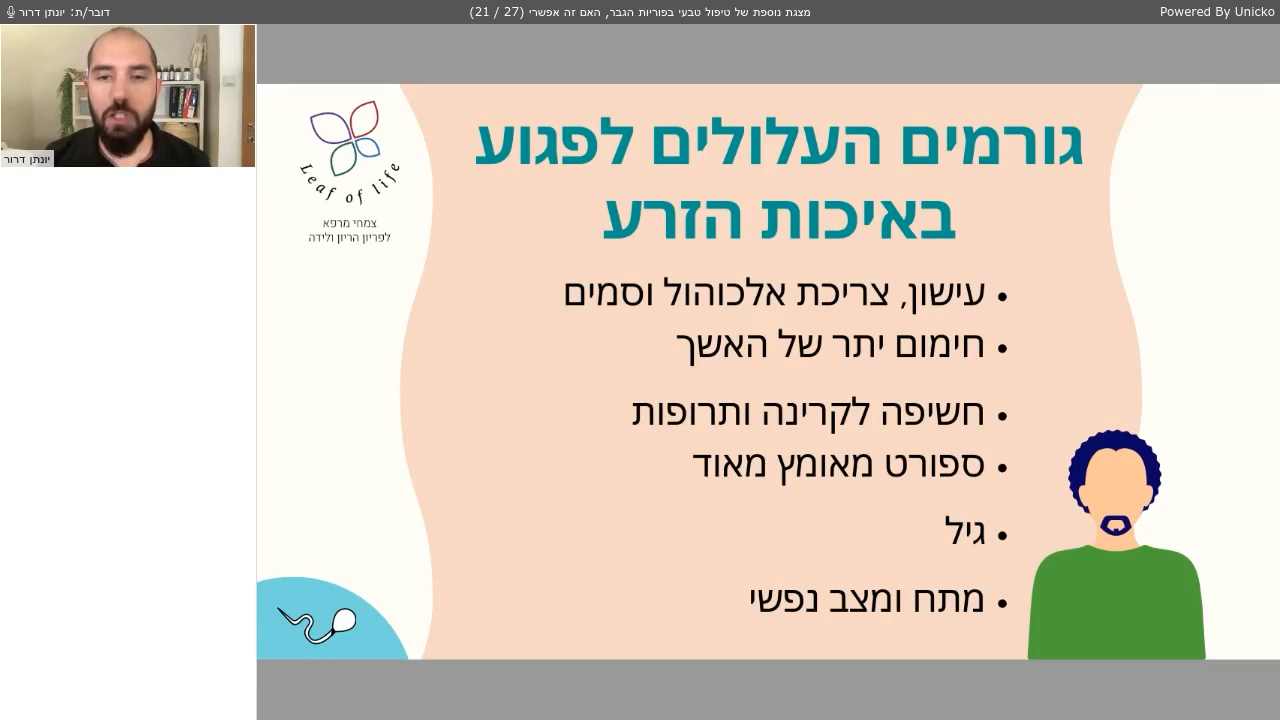 דובר/ת: יונתן דרור
מצגת נוספת של טיפול טבעי בפוריות הגבר, האם זה אפשרי (27 / 21)
Powered By Unicko
יונתן דרור
Leaf of life
צמחי מרפא
לפריון הריון ולידה
גורמים העלולים לפגוע
באיכות הזרע
• עישון, צריכת אלכוהול וסמים
• חימום יתר של האשך
• חשיפה לקרינה ותרופות
• ספורט מאומץ מאוד
• גיל
• מתח ומצב נפשי